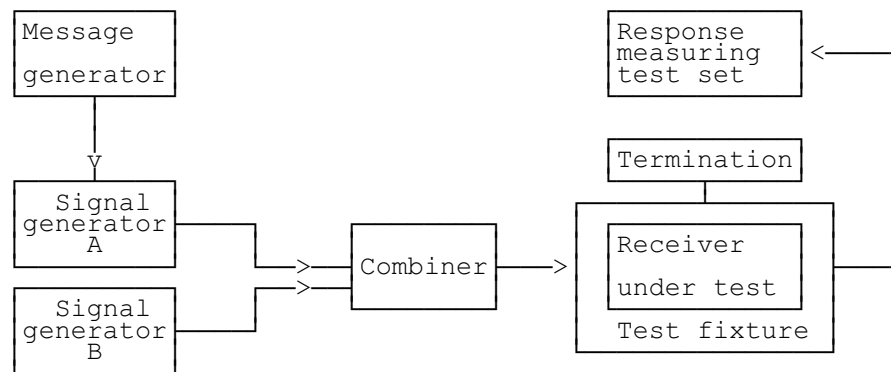 Message
generator
Response
measuring
test set
Termination
Signal
generator
A
Combiner
Receiver
under test
Test fixture
Signal
generator
B